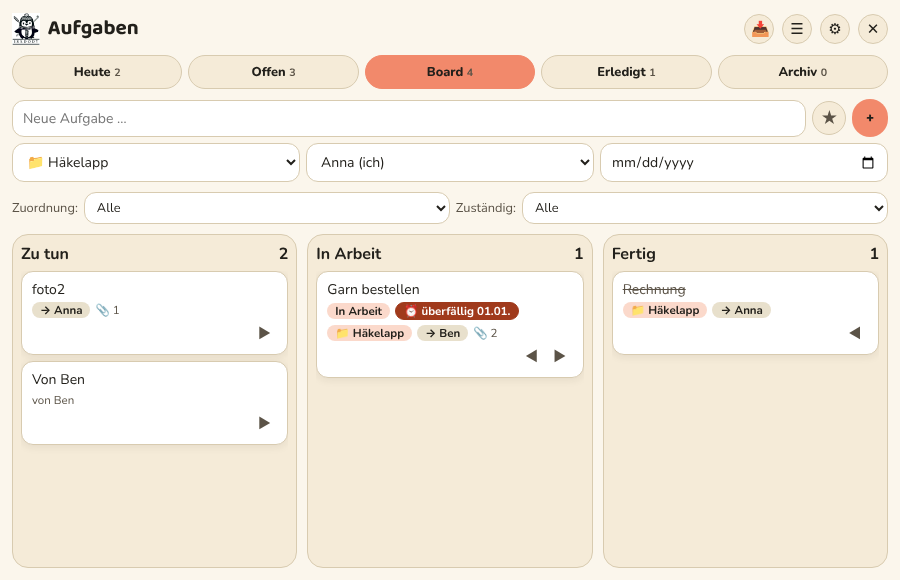 Aufgaben
Heute 2
Offen 3
Board 4
Erledigt 1
Archiv 0
Neue Aufgabe ...
★ +
Häkelapp
Anna (ich)
mm/dd/yyyy
Zuordnung: Alle
Zuständig: Alle
Zu tun 2
foto2
→ Anna 1
Von Ben
von Ben
In Arbeit 1
Garn bestellen
In Arbeit
überfällig 01.01.
Häkelapp → Ben 2
Fertig 1
Rechnung
Häkelapp → Anna